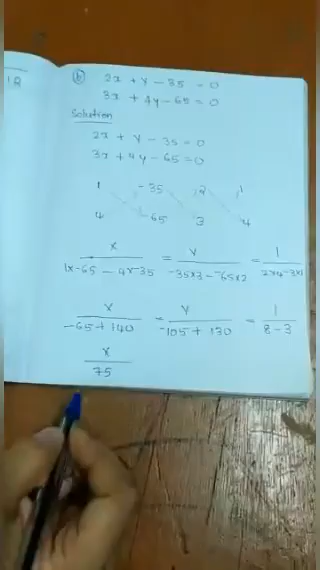 18
(b) 2x + y - 35 = 0
3x + 4y - 65 = 0
Solution
2x + y - 35 = 0
3x + 4y - 65 = 0
1 -35 2 1
4 -65 3 4
x/(1x-65 - 4x-35) = y/(-35x3 - -65x2) = 1/(2x4-3x1)
x/(-65+140) = y/(-105+130) = 1/(8-3)
x/75